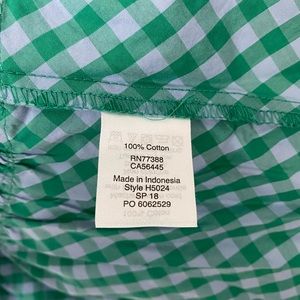 100% Cotton
RN77388
CA56445
Made in Indonesia
Style H5024
SP 18
PO 6062529